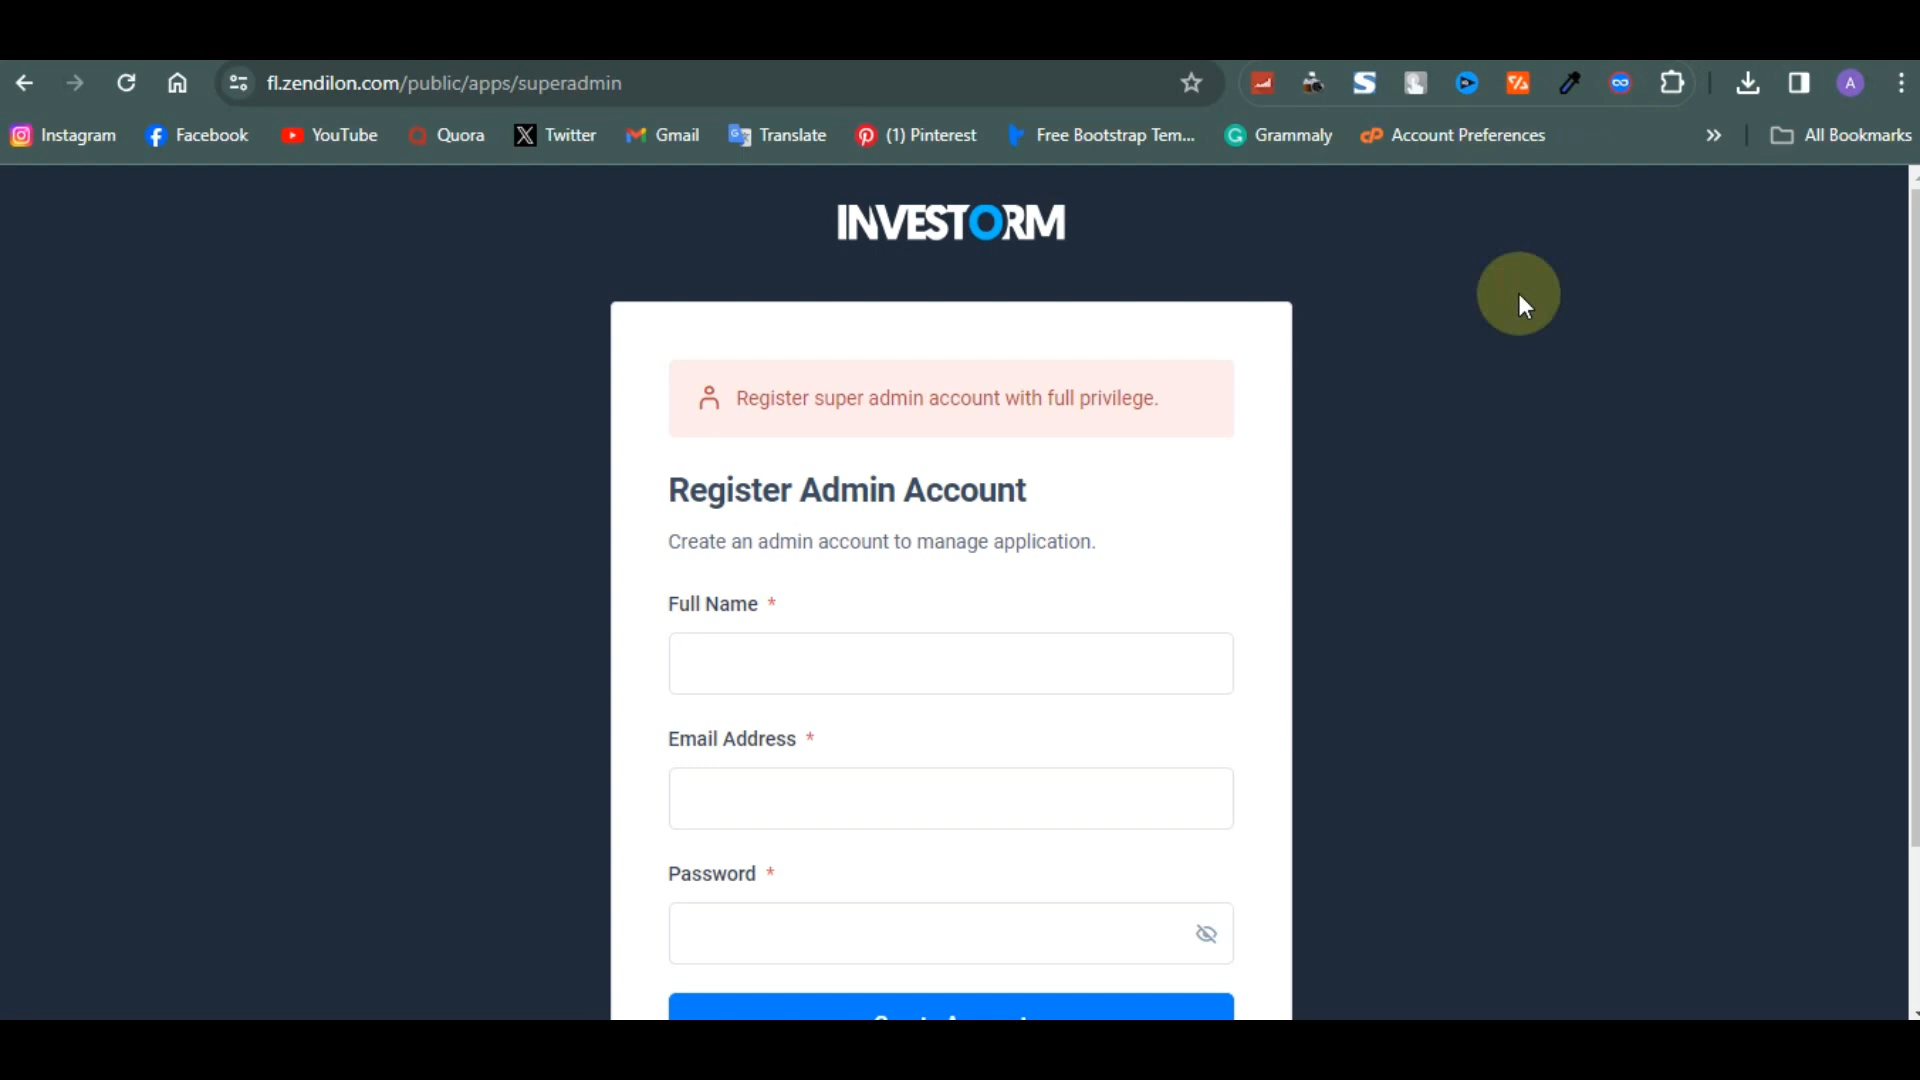 fl.zendilon.com/public/apps/superadmin
A
Instagram Facebook YouTube Quora Twitter Gmail Translate (1) Pinterest Free Bootstrap Tem... Grammaly Account Preferences » All Bookmarks
INVESTORM
Register super admin account with full privilege.
Register Admin Account
Create an admin account to manage application.
Full Name *
Email Address *
Password *